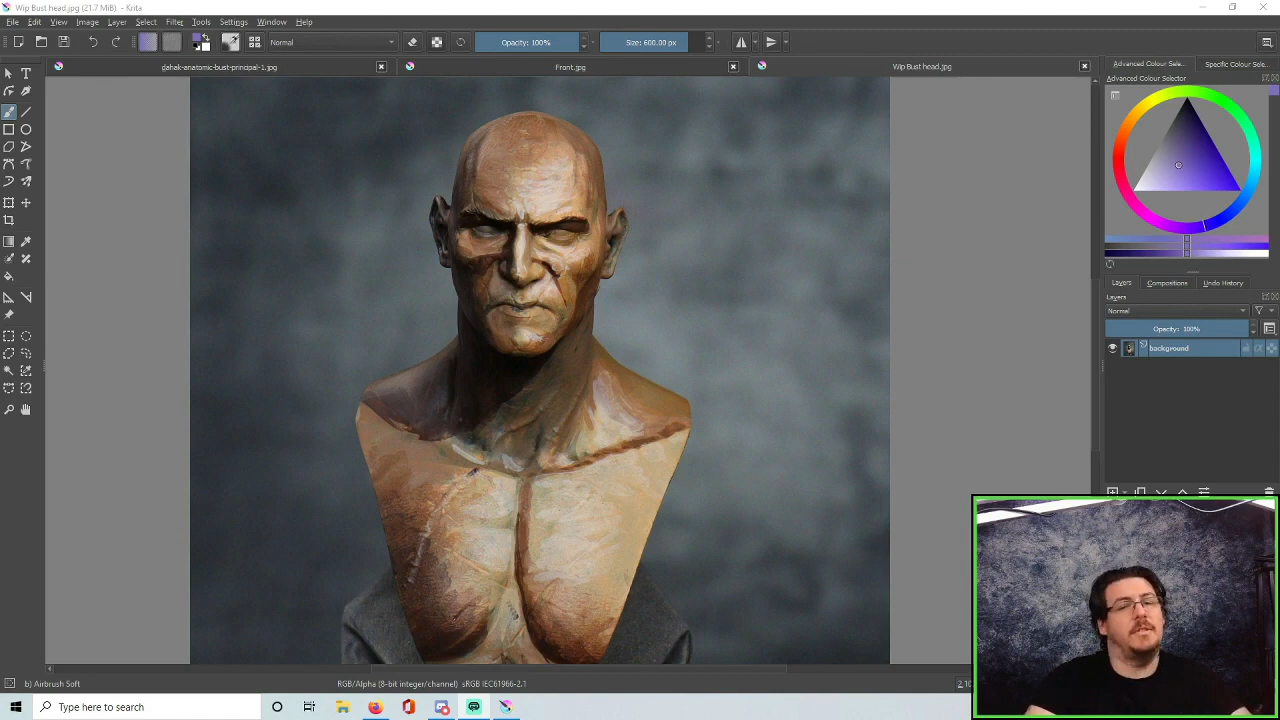 Wip Bust head.jpg (21.7 MiB) - Krita
File Edit View Image Layer Select Filter Tools Settings Window Help
Normal Opacity: 100% Size: 600.00 px
dahak-anatomic-bust-principal-1.jpg Front.jpg Wip Bust head.jpg
Advanced Colour Sele... Specific Colour Sele...
Advanced Colour Selector
Layers Compositions Undo History
Layers
Normal
Opacity: 100%
background
b) Airbrush Soft RGB/Alpha (8-bit integer/channel) sRGB IEC61966-2.1
Type here to search